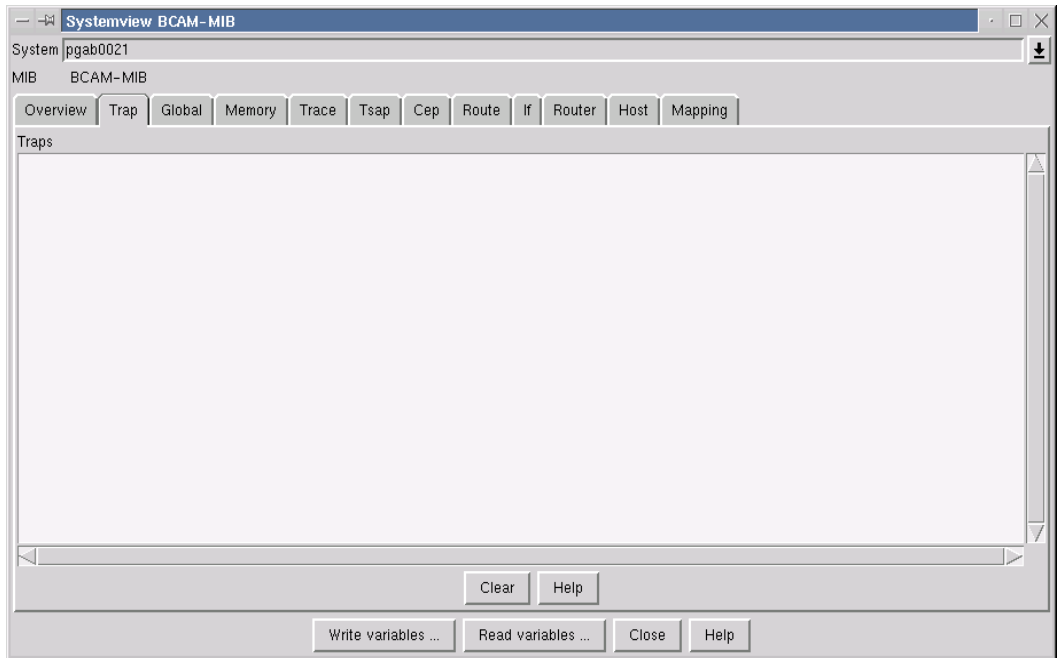 Systemview BCAM-MIB
System pgab0021
MIB BCAM-MIB
Overview Trap Global Memory Trace Tsap Cep Route If Router Host Mapping
Traps
Clear Help
Write variables ... Read variables ... Close Help